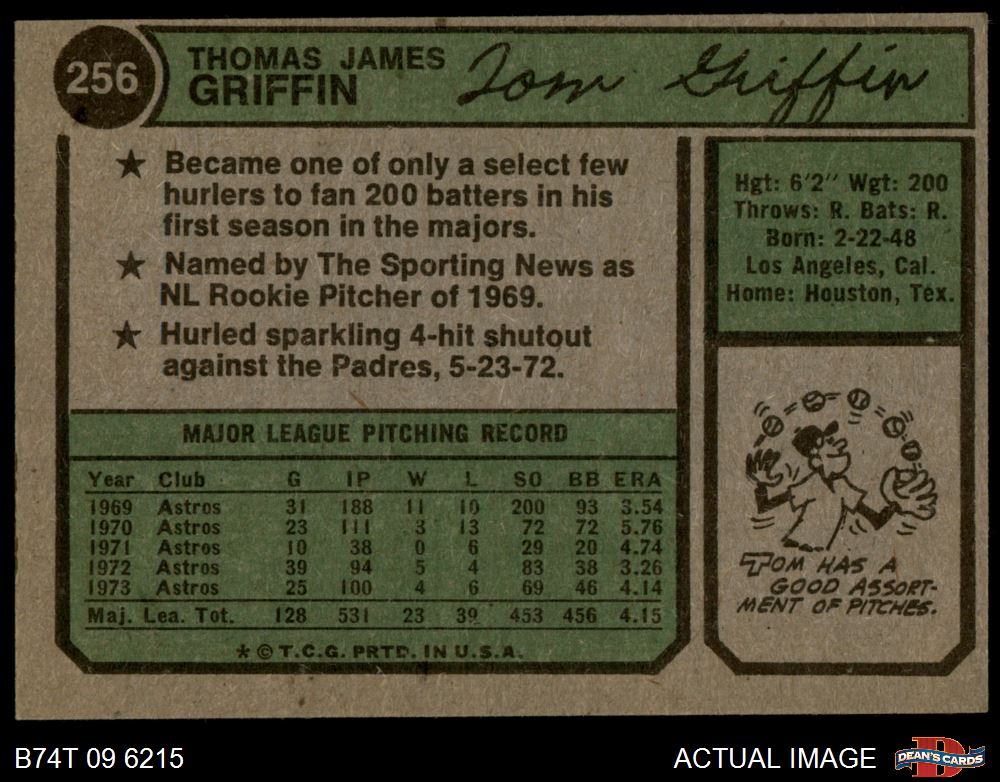 256
THOMAS JAMES
GRIFFIN
Tom Griffin
★ Became one of only a select few
hurlers to fan 200 batters in his
first season in the majors.
★ Named by The Sporting News as
NL Rookie Pitcher of 1969.
★ Hurled sparkling 4-hit shutout
against the Padres, 5-23-72.
Hgt: 6'2" Wgt: 200
Throws: R. Bats: R.
Born: 2-22-48
Los Angeles, Cal.
Home: Houston, Tex.
MAJOR LEAGUE PITCHING RECORD
Year Club G IP W L SO BB ERA
1969 Astros 31 188 11 10 200 93 3.54
1970 Astros 23 111 3 13 72 72 5.76
1971 Astros 10 38 0 6 29 20 4.74
1972 Astros 39 94 5 4 83 38 3.26
1973 Astros 25 100 4 6 69 46 4.14
Maj. Lea. Tot. 128 531 23 39 453 456 4.15
* © T.C.G. PRTD. IN U.S.A.
TOM HAS A
GOOD ASSORT-
MENT OF PITCHES.
B74T 09 6215
ACTUAL IMAGE
D
DEAN'S CARDS